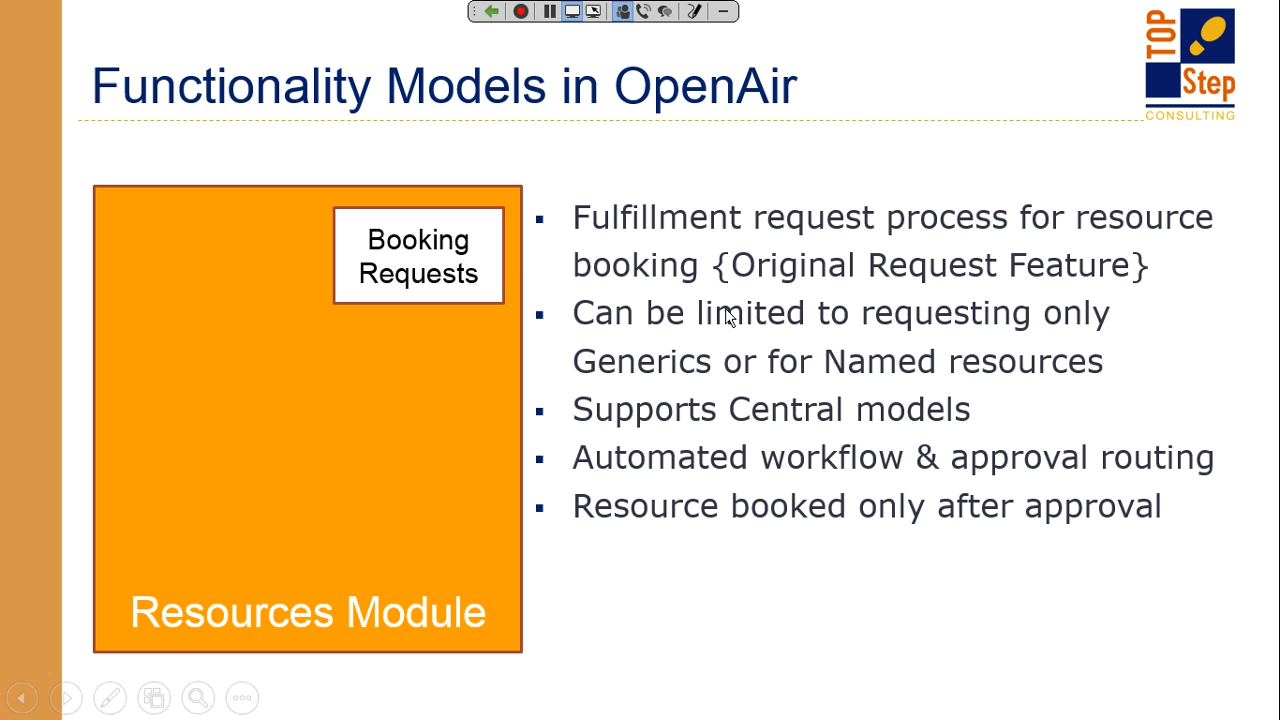 Functionality Models in OpenAir
TOP
Step
CONSULTING
Booking
Requests
Resources Module
▪ Fulfillment request process for resource
booking {Original Request Feature}
▪ Can be limited to requesting only
Generics or for Named resources
▪ Supports Central models
▪ Automated workflow & approval routing
▪ Resource booked only after approval